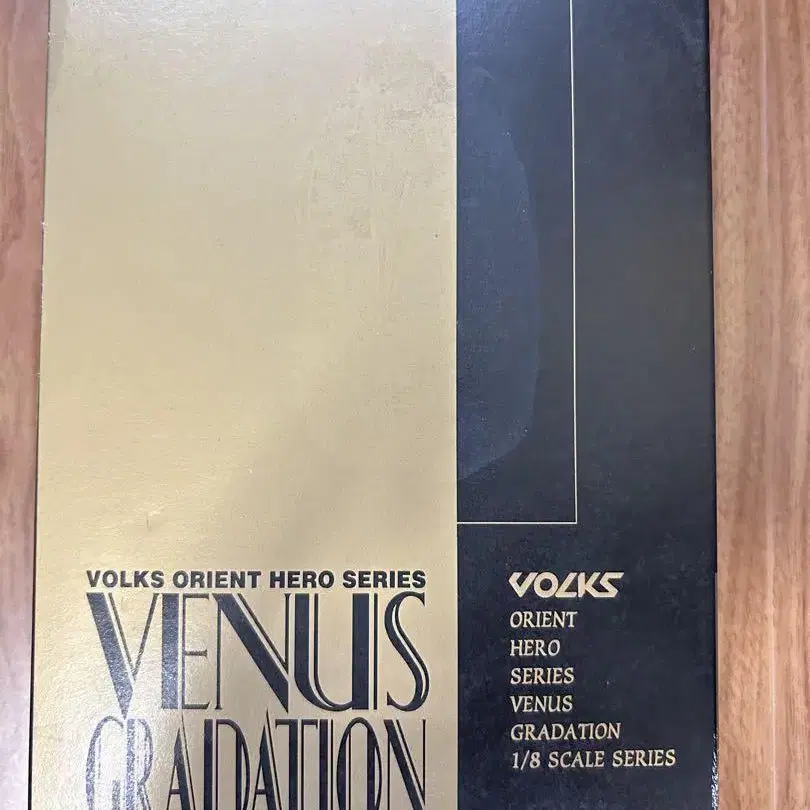 VOLKS ORIENT HERO SERIES
VENUS
GRADATION
VOLKS
ORIENT
HERO
SERIES
VENUS
GRADATION
1/8 SCALE SERIES